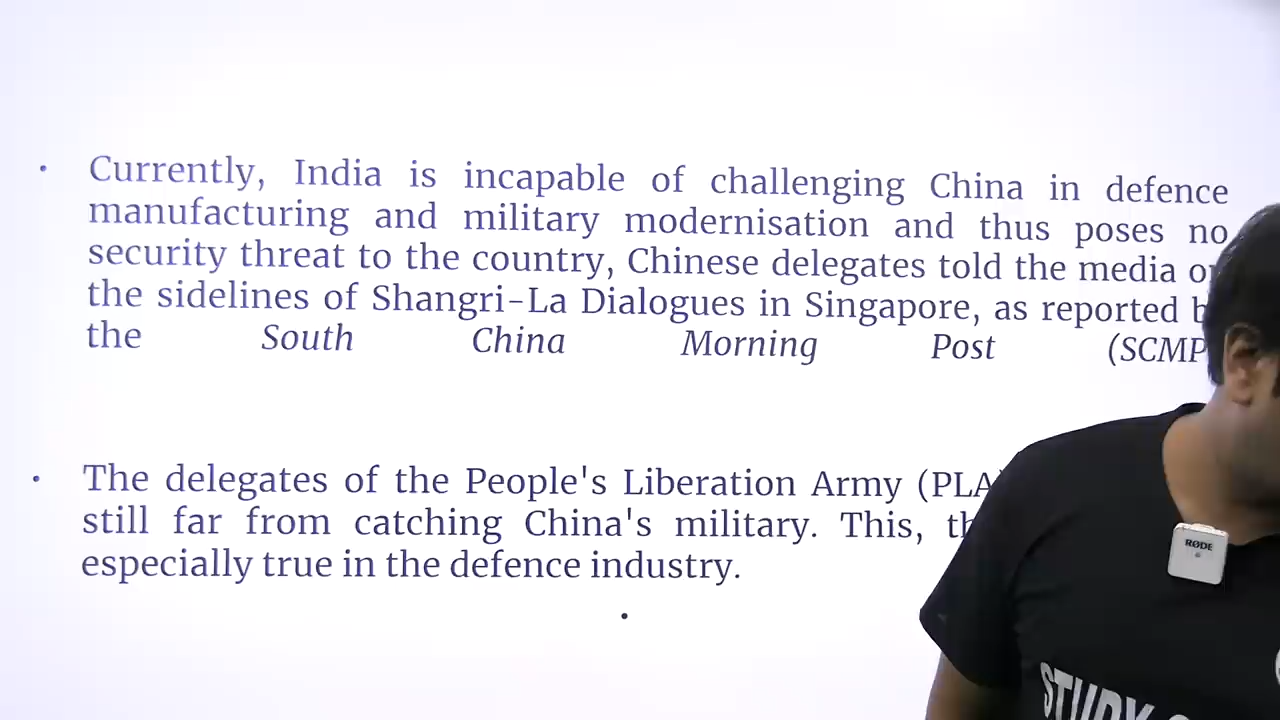 • Currently, India is incapable of challenging China in defence
manufacturing and military modernisation and thus poses no
security threat to the country, Chinese delegates told the media
the sidelines of Shangri-La Dialogues in Singapore, as reported
the South China Morning Post (SCMP
• The delegates of the People's Liberation Army (PLA
still far from catching China's military. This,
especially true in the defence industry.
•
RØDE
STUDY